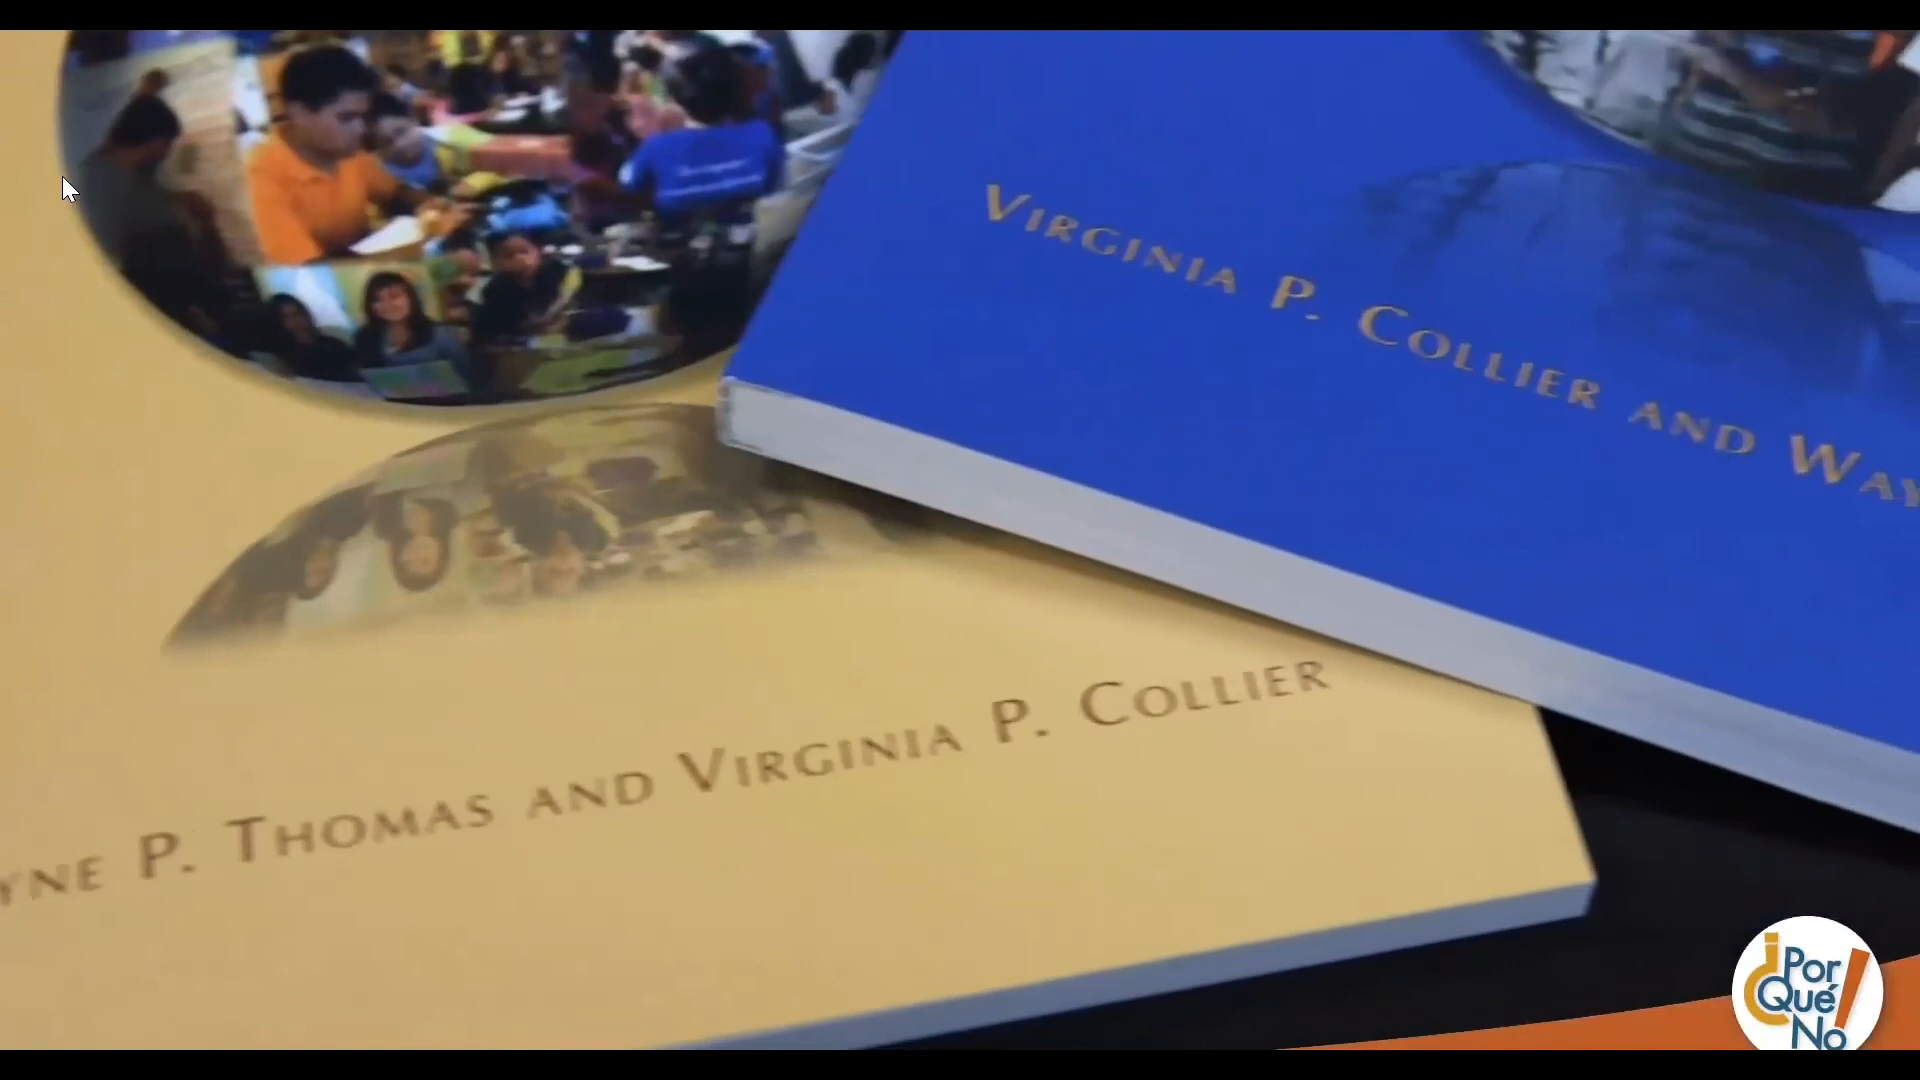 VIRGINIA P. COLLIER AND WAY
YNE P. THOMAS AND VIRGINIA P. COLLIER
¿Por
Qué
No!